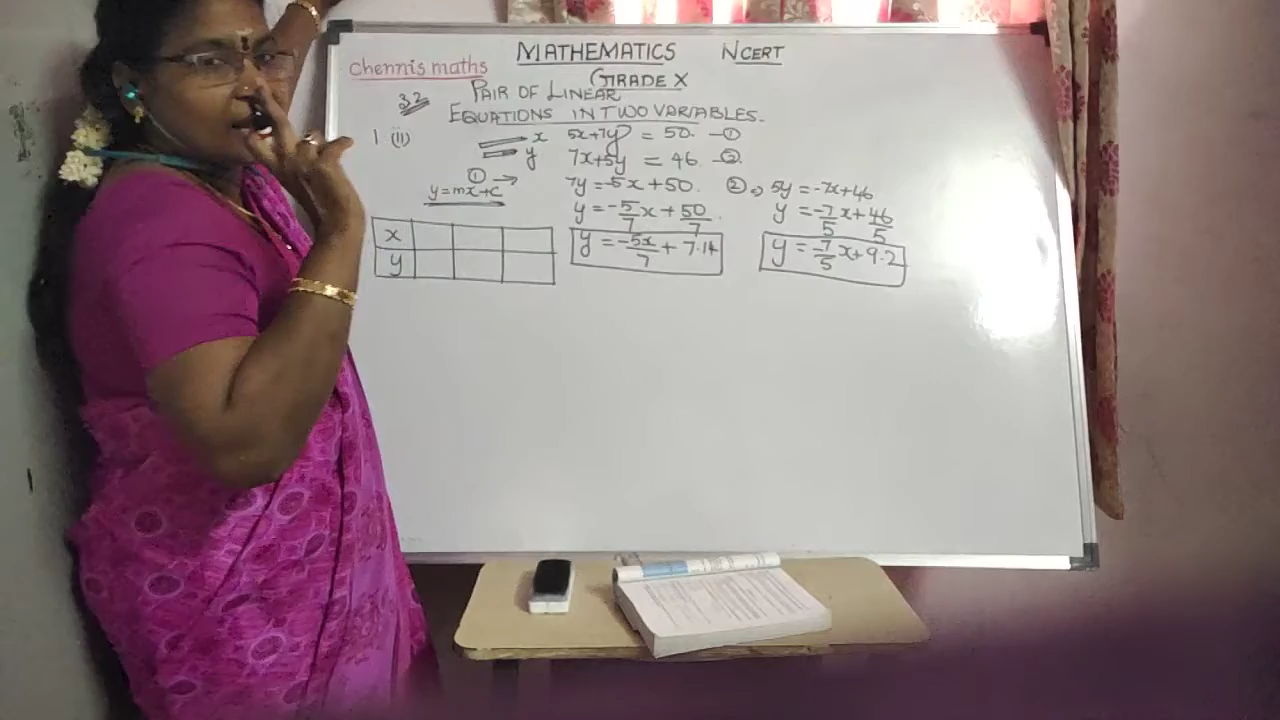 MATHEMATICS NCERT
Chennis maths
GRADE X
3.2 PAIR OF LINEAR
EQUATIONS IN TWO VARIABLES.
1 (ii) x 5x+7y = 50. -①
y 7x+5y = 46. -②
① → 7y = -5x+50. ② => 5y = -7x+46
y=mx+c
y = -5/7 x + 50/7 y = -7/5 x + 46/5
x
y = -5x/7 + 7.14 y = -7/5 x + 9.2
y